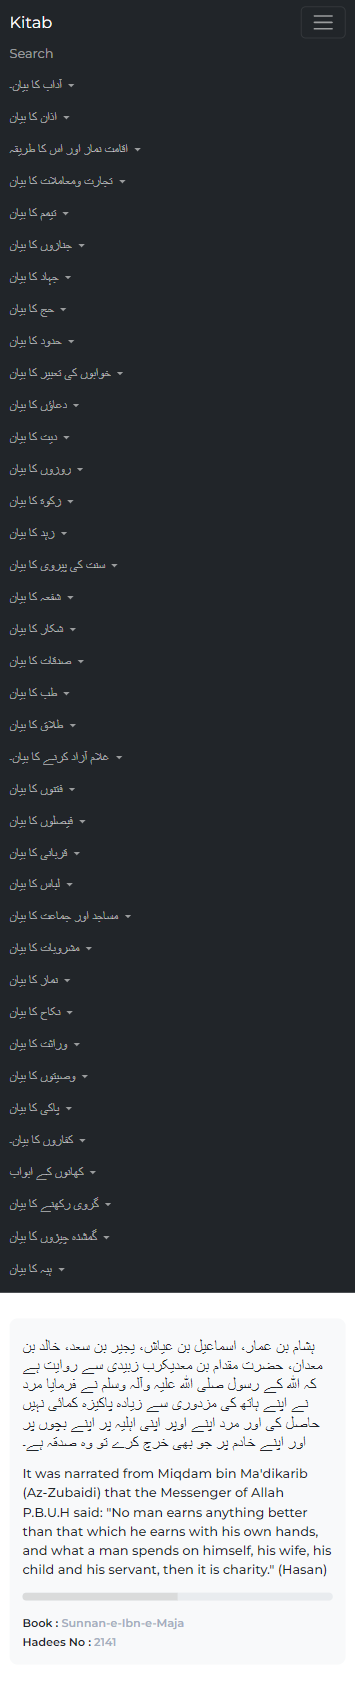 Kitab
Search
آداب کا بیان۔
اذان کا بیان
اقامت نماز اور اس کا طریقہ
تجارت ومعاملات کا بیان
تیمم کا بیان
جنازوں کا بیان
جہاد کا بیان
حج کا بیان
حدود کا بیان
خوابوں کی تعبیر کا بیان
دعاؤں کا بیان
دیت کا بیان
روزوں کا بیان
زکوة کا بیان
زہد کا بیان
سنت کی پیروی کا بیان
شفعہ کا بیان
شکار کا بیان
صدقات کا بیان
طب کا بیان
طلاق کا بیان
غلام آزاد کرنے کا بیان۔
فتنوں کا بیان
فیصلوں کا بیان
قربانی کا بیان
لباس کا بیان
مساجد اور جماعت کا بیان
مشروبات کا بیان
نماز کا بیان
نکاح کا بیان
وراثت کا بیان
وصیتوں کا بیان
پاکی کا بیان
کفاروں کا بیان۔
کھانوں کے ابواب
گروی رکھنے کا بیان
گمشدہ چیزوں کا بیان
ہبہ کا بیان
ہشام بن عمار، اسماعیل بن عیاش، بجیر بن سعد، خالد بن
معدان، حضرت مقدام بن معدیکرب زبیدی سے روایت ہے
کہ اللہ کے رسول صلی اللہ علیہ وآلہ وسلم نے فرمایا مرد
نے اپنے ہاتھ کی مزدوری سے زیادہ پاکیزہ کمائی نہیں
حاصل کی اور مرد اپنے اوپر اپنی اہلیہ پر اپنے بچوں پر
اور اپنے خادم پر جو بھی خرچ کرے تو وہ صدقہ ہے۔
It was narrated from Miqdam bin Ma'dikarib
(Az-Zubaidi) that the Messenger of Allah
P.B.U.H said: "No man earns anything better
than that which he earns with his own hands,
and what a man spends on himself, his wife, his
child and his servant, then it is charity." (Hasan)
Book : Sunnan-e-Ibn-e-Maja
Hadees No : 2141